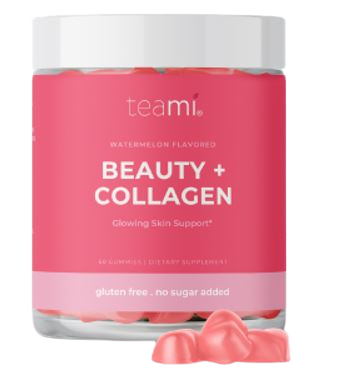 teami®
WATERMELON FLAVORED
BEAUTY +
COLLAGEN
Glowing Skin Support*
60 GUMMIES | DIETARY SUPPLEMENT
gluten free . no sugar added